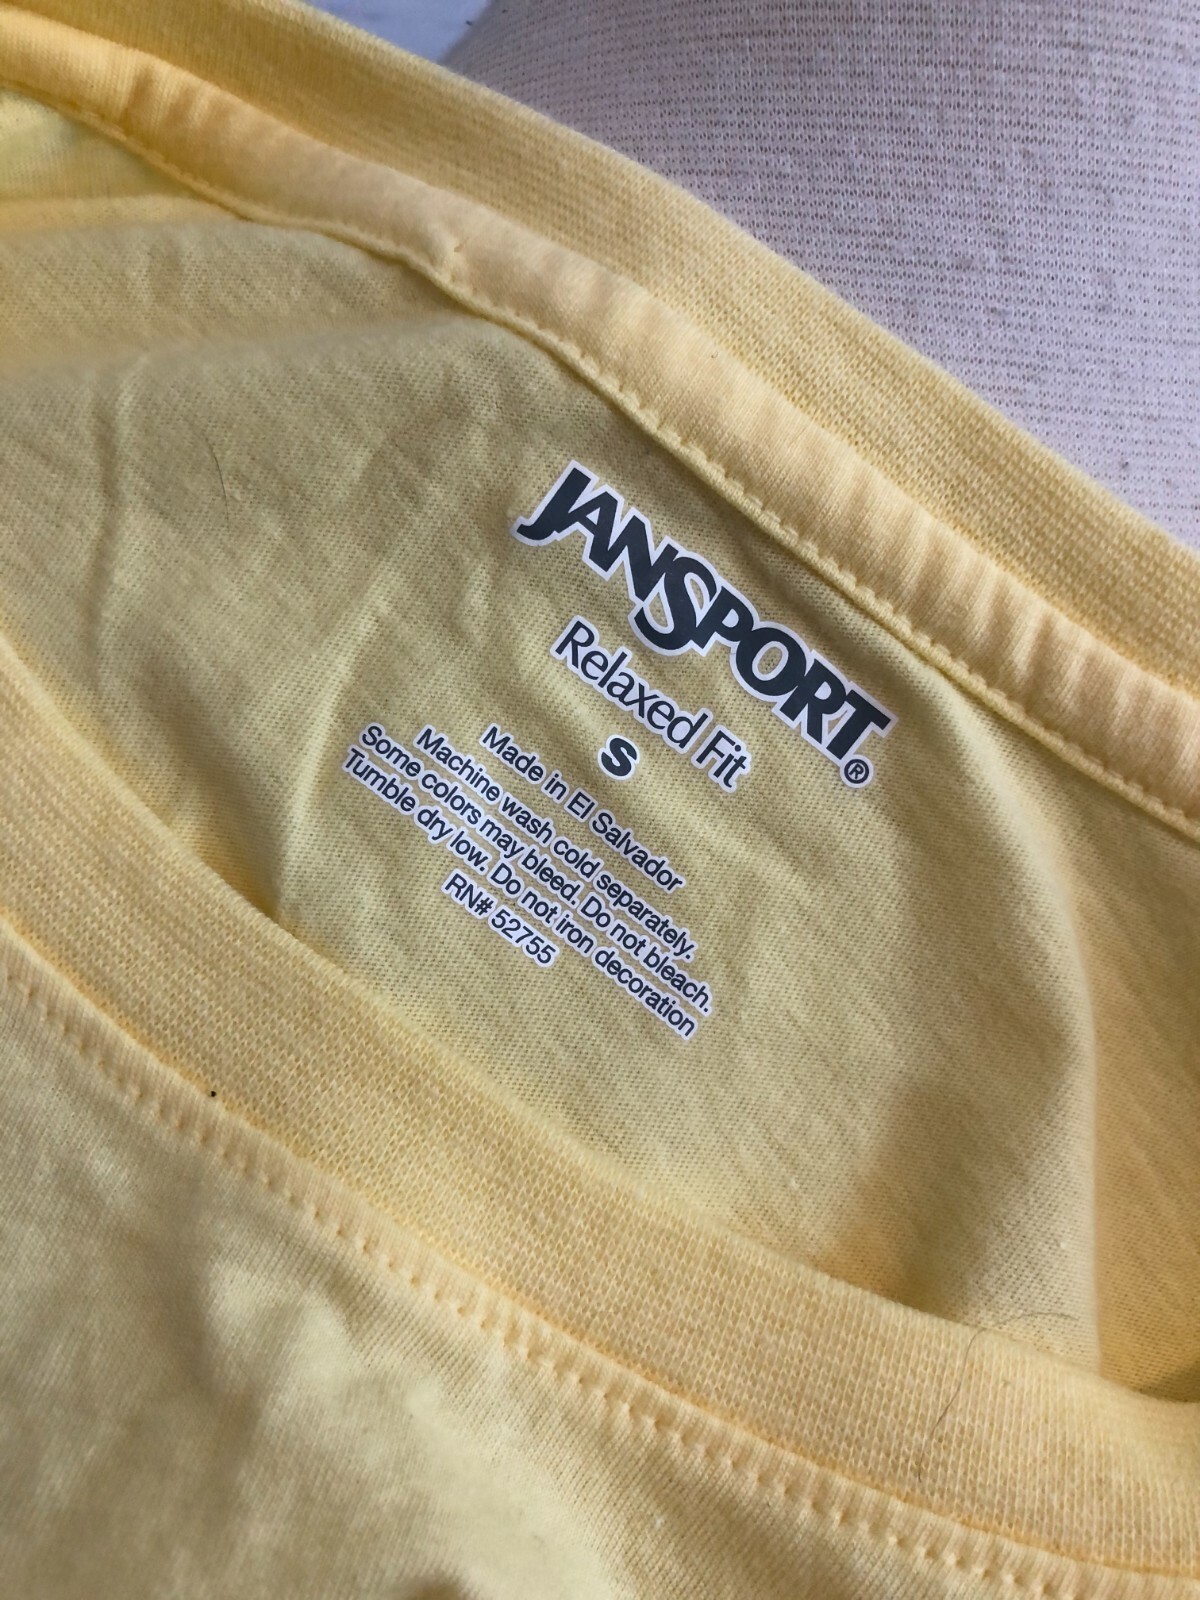 JANSPORT®
Relaxed Fit
S
Made in El Salvador
Machine wash cold separately.
Some colors may bleed. Do not bleach.
Tumble dry low. Do not iron decoration
RN# 52755